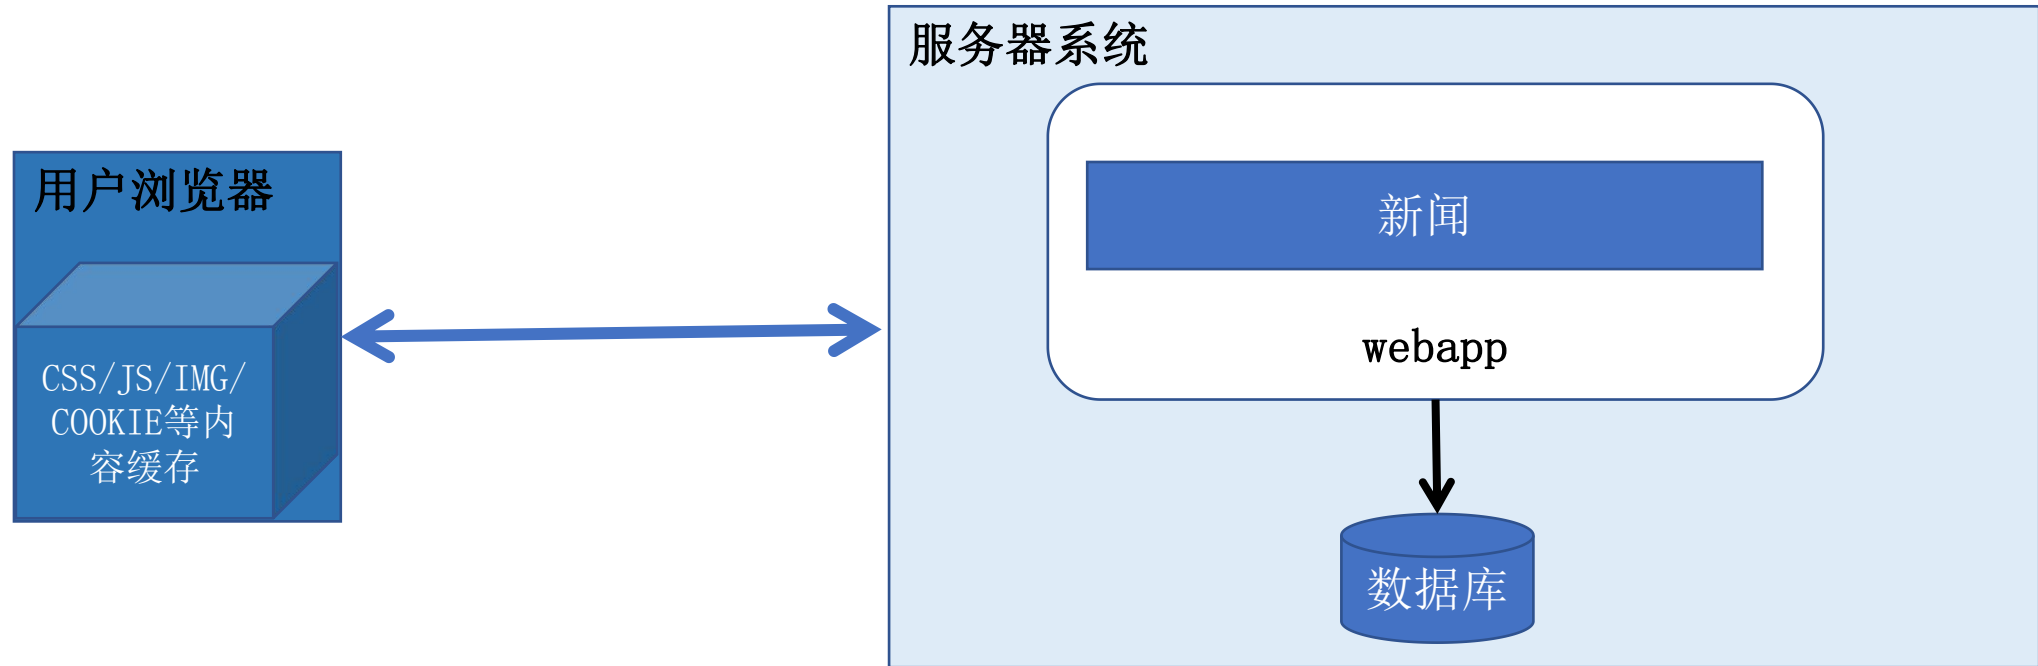 服务器系统
用户浏览器
新闻
CSS/JS/IMG/
COOKIE等内
容缓存
webapp
数据库